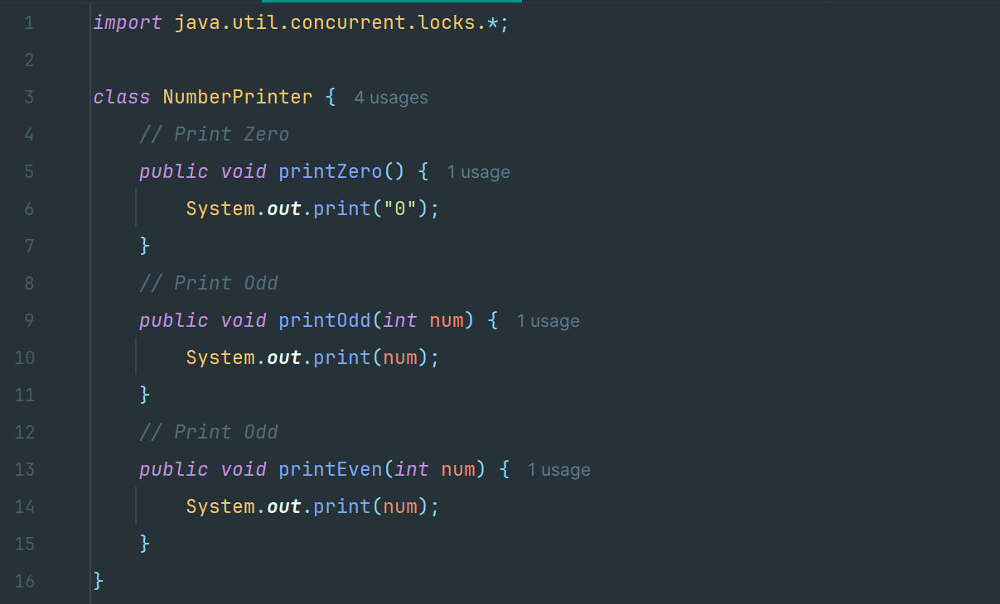 1 import java.util.concurrent.locks.*;
2
3 class NumberPrinter { 4 usages
4 // Print Zero
5 public void printZero() { 1 usage
6 System.out.print("0");
7 }
8 // Print Odd
9 public void printOdd(int num) { 1 usage
10 System.out.print(num);
11 }
12 // Print Odd
13 public void printEven(int num) { 1 usage
14 System.out.print(num);
15 }
16 }